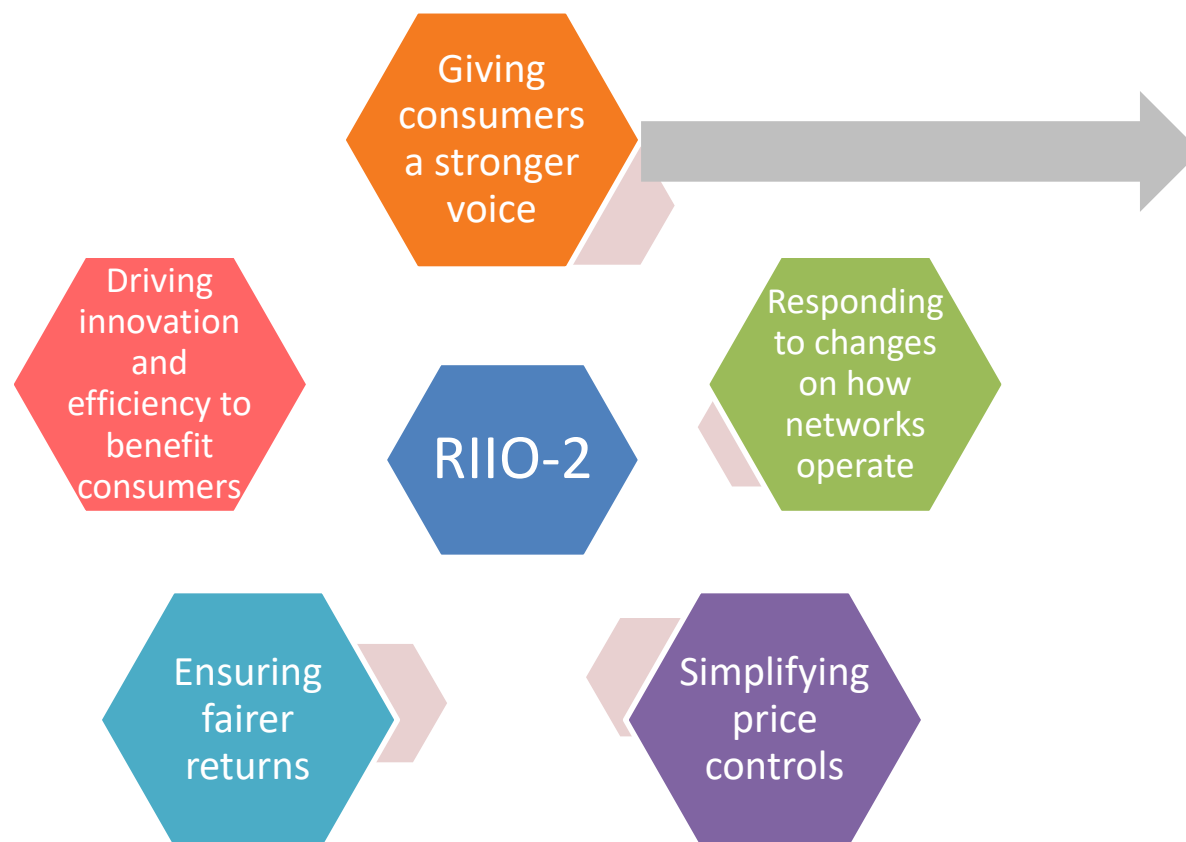 Giving
consumers
a stronger
voice
Driving
innovation
and
efficiency to
benefit
consumers
Responding
to changes
on how
networks
operate
RIIO-2
Ensuring
fairer
returns
Simplifying
price
controls